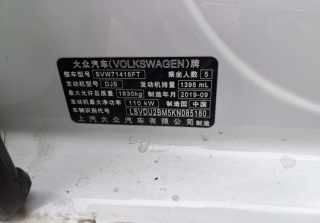 大众汽车(VOLKSWAGEN)牌
整车型号 SVW71416FT 乘坐人数 5
发动机型号 DJS 发动机排量 1395 mL
最大允许总质量 1830kg 制造年月 2019-09
发动机最大净功率 110 kW 制造国 中国
车辆识别代号 LSVDU2BM5KN085180
上汽大众汽车有限公司 制造